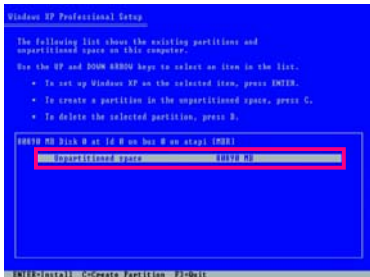 Windows XP Professional Setup
The following list shows the existing partitions and
unpartitioned space on this computer.
Use the UP and DOWN ARROW keys to select an item in the list.
• To set up Windows XP on the selected item, press ENTER.
• To create a partition in the unpartitioned space, press C.
• To delete the selected partition, press D.
MB Disk 0 at Id 0 on bus 0 on atapi [MBR]
Unpartitioned space MB
ENTER=Install C=Create Partition F3=Quit